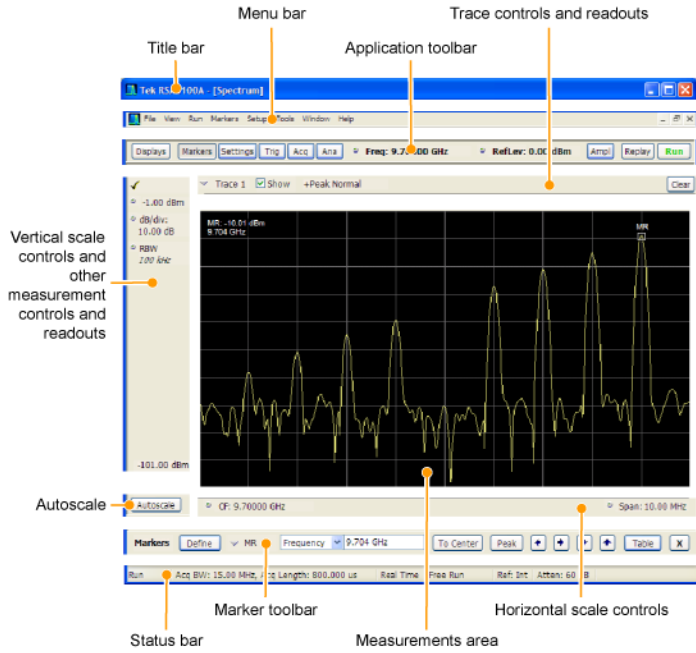 Menu bar
Trace controls and readouts
Title bar
Application toolbar
Tek RSA 100A - [Spectrum]
File View Run Markers Setup Tools Window Help
Displays Markers Settings Trig Acq Ana Freq: 9.7 00 GHz RefLev: 0.00 dBm Ampl Replay Run
Trace 1 Show +Peak Normal Clear
-1.00 dBm
dB/div:
10.00 dB
RBW
100 kHz
MR: -10.01 dBm
9.704 GHz
MR
Vertical scale
controls and
other
measurement
controls and
readouts
-101.00 dBm
Autoscale
Autoscale
CF: 9.70000 GHz
Span: 10.00 MHz
Markers Define MR Frequency 9.704 GHz To Center Peak Table X
Run Acq BW: 15.00 MHz, Acq Length: 800.000 us Real Time Free Run Ref: Int Atten: 60 B
Marker toolbar
Horizontal scale controls
Status bar
Measurements area